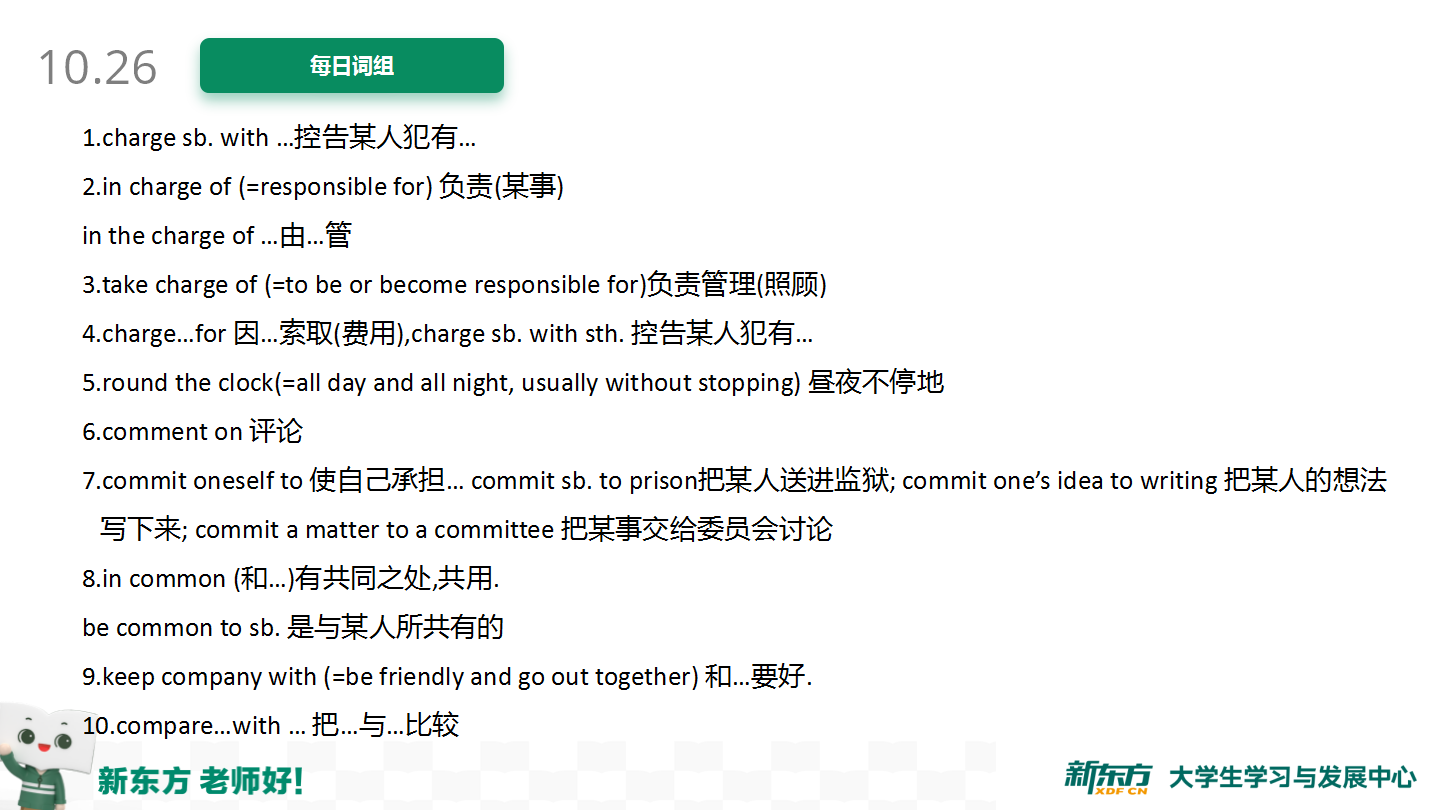 10.26
每日词组
1.charge sb. with …控告某人犯有…
2.in charge of (=responsible for) 负责(某事)
in the charge of …由…管
3.take charge of (=to be or become responsible for)负责管理(照顾)
4.charge…for 因…索取(费用),charge sb. with sth. 控告某人犯有…
5.round the clock(=all day and all night, usually without stopping) 昼夜不停地
6.comment on 评论
7.commit oneself to 使自己承担… commit sb. to prison把某人送进监狱; commit one’s idea to writing 把某人的想法
写下来; commit a matter to a committee 把某事交给委员会讨论
8.in common (和…)有共同之处,共用.
be common to sb. 是与某人所共有的
9.keep company with (=be friendly and go out together) 和…要好.
10.compare…with … 把…与…比较
新东方 老师好!
新东方 XDF.CN 大学生学习与发展中心